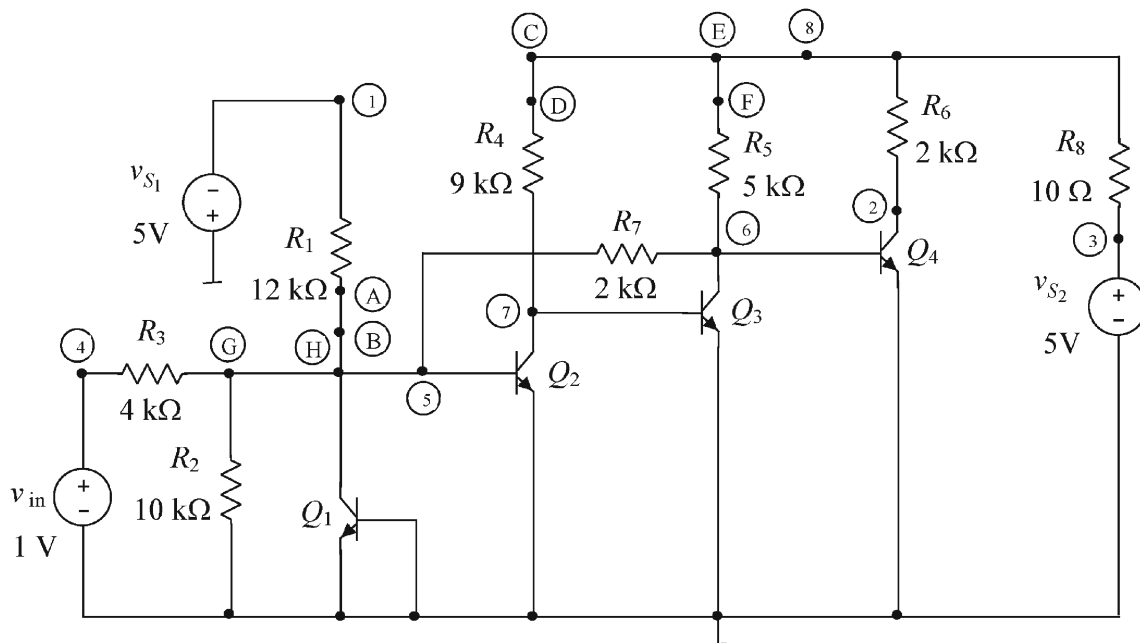 C E 8
1 D F
R4 R5 R6
vS1 9 kΩ 5 kΩ 2 kΩ R8
- +
5V 10 Ω
R1 R7 6 2 3
12 kΩ A 2 kΩ Q4 vS2
+ -
R3 B 7 Q3 5V
4 G H
4 kΩ 5 Q2
R2
vin + -
10 kΩ Q1
1 V